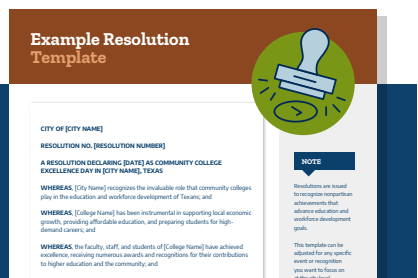 Example Resolution
Template
CITY OF [CITY NAME]
RESOLUTION NO. [RESOLUTION NUMBER]
A RESOLUTION DECLARING [DATE] AS COMMUNITY COLLEGE
EXCELLENCE DAY IN [CITY NAME], TEXAS
WHEREAS, [City Name] recognizes the invaluable role that community colleges
play in the education and workforce development of Texans; and
WHEREAS, [College Name] has been instrumental in supporting local economic
growth, providing affordable education, and preparing students for high-
demand careers; and
WHEREAS, the faculty, staff, and students of [College Name] have achieved
excellence, receiving numerous awards and recognitions for their contributions
to higher education and the community; and
NOTE
Resolutions are issued
to recognize nonpartisan
achievements that
advance education and
workforce development
goals.
This template can be
adjusted for any specific
event or recognition
you want to focus on